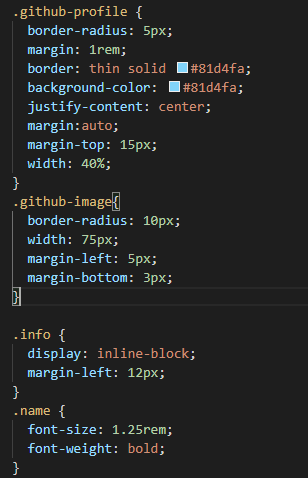 .github-profile {
border-radius: 5px;
margin: 1rem;
border: thin solid #81d4fa;
background-color: #81d4fa;
justify-content: center;
margin:auto;
margin-top: 15px;
width: 40%;
}
.github-image{
border-radius: 10px;
width: 75px;
margin-left: 5px;
margin-bottom: 3px;
}
.info {
display: inline-block;
margin-left: 12px;
}
.name {
font-size: 1.25rem;
font-weight: bold;
}